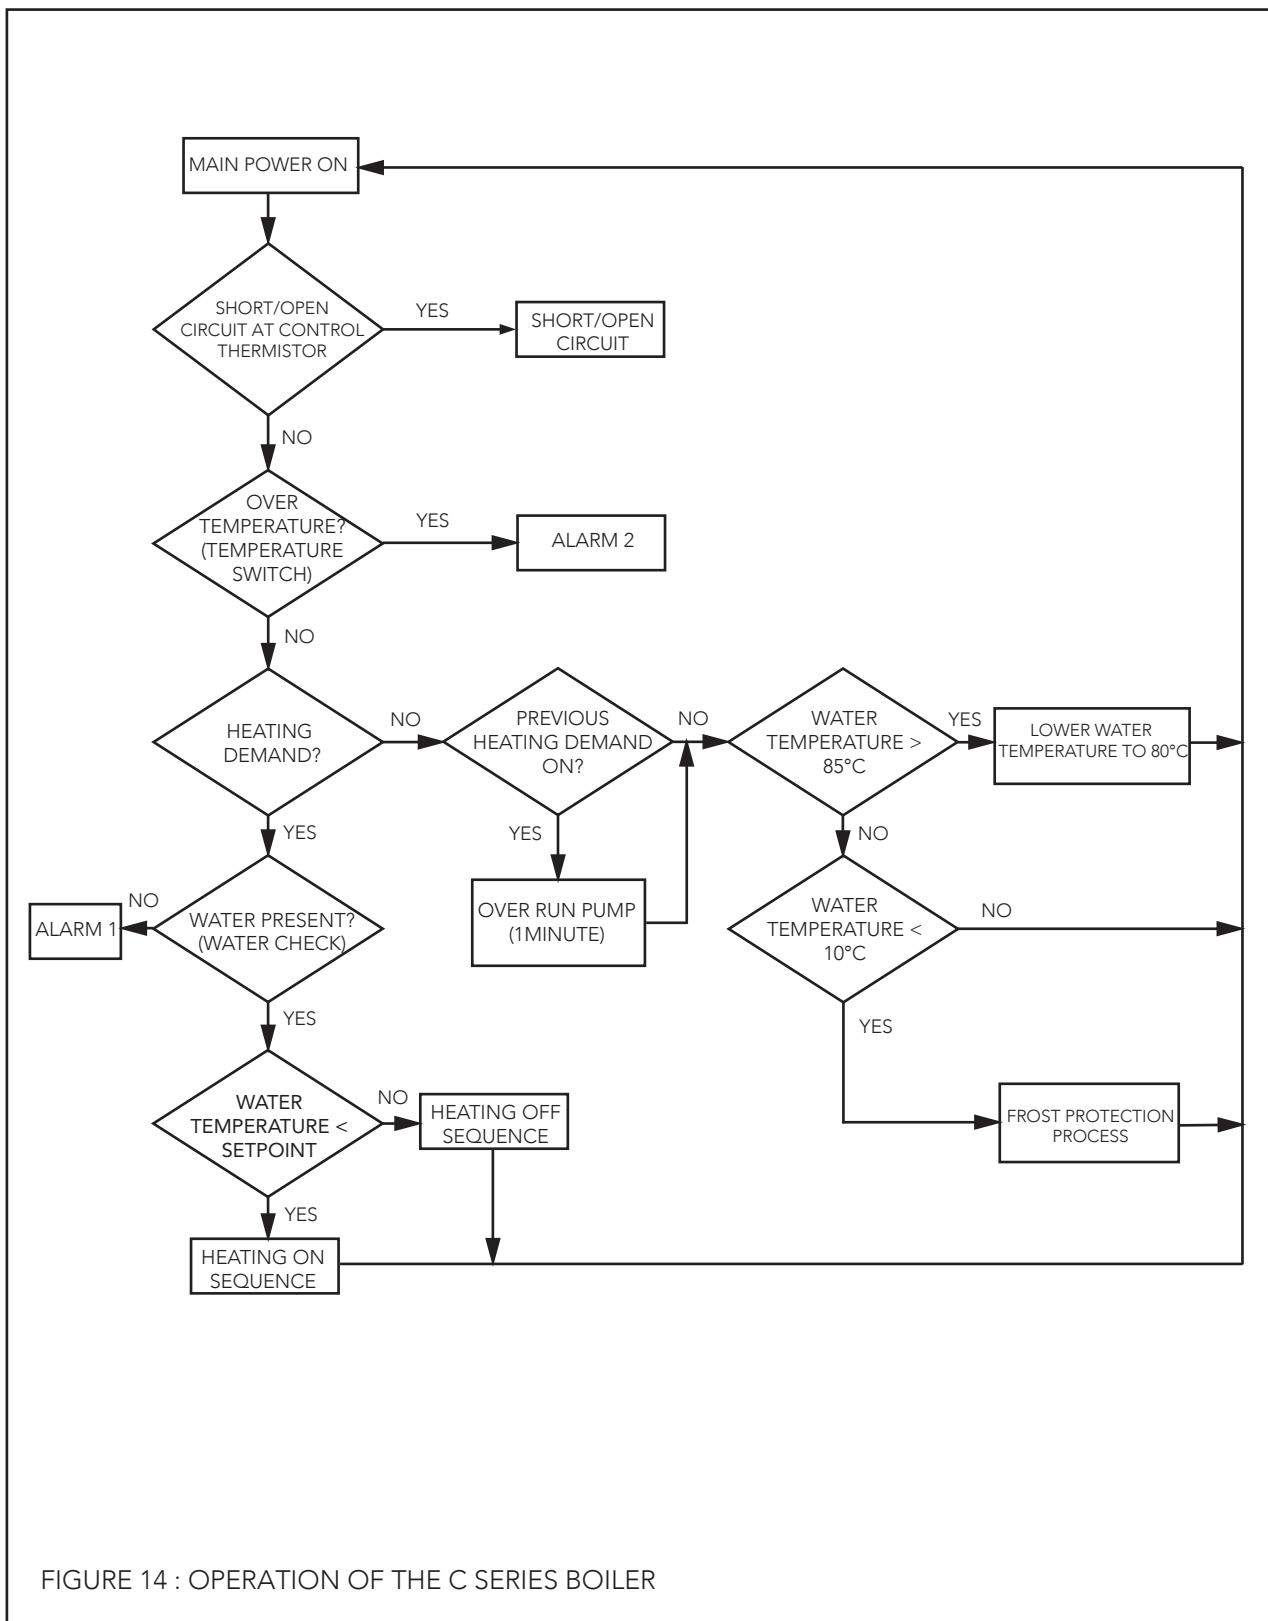 MAIN POWER ON
SHORT/OPEN
CIRCUIT AT CONTROL
THERMISTOR
YES
SHORT/OPEN
CIRCUIT
NO
OVER
TEMPERATURE?
(TEMPERATURE
SWITCH)
YES
ALARM 2
NO
HEATING
DEMAND?
NO
PREVIOUS
HEATING DEMAND
ON?
NO
WATER
TEMPERATURE >
85°C
YES
LOWER WATER
TEMPERATURE TO 80°C
YES
YES
OVER RUN PUMP
(1MINUTE)
NO
WATER
TEMPERATURE <
10°C
NO
NO
ALARM 1
WATER PRESENT?
(WATER CHECK)
YES
YES
FROST PROTECTION
PROCESS
WATER
TEMPERATURE <
SETPOINT
NO
HEATING OFF
SEQUENCE
YES
HEATING ON
SEQUENCE
FIGURE 14 : OPERATION OF THE C SERIES BOILER